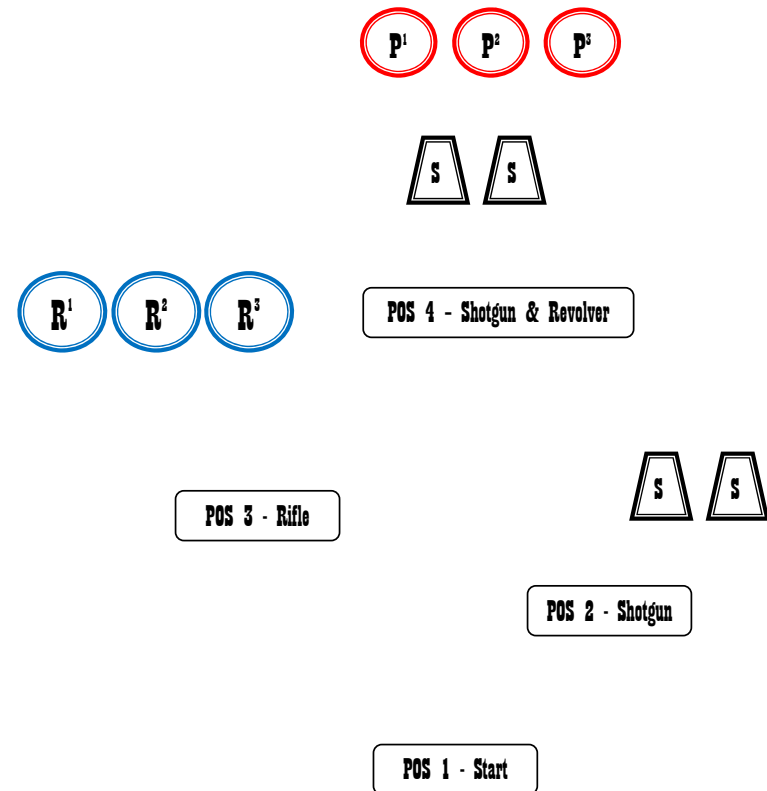 P¹ P² P³
S S
R¹ R² R³
POS 4 – Shotgun & Revolver
S S
POS 3 - Rifle
POS 2 - Shotgun
POS 1 - Start